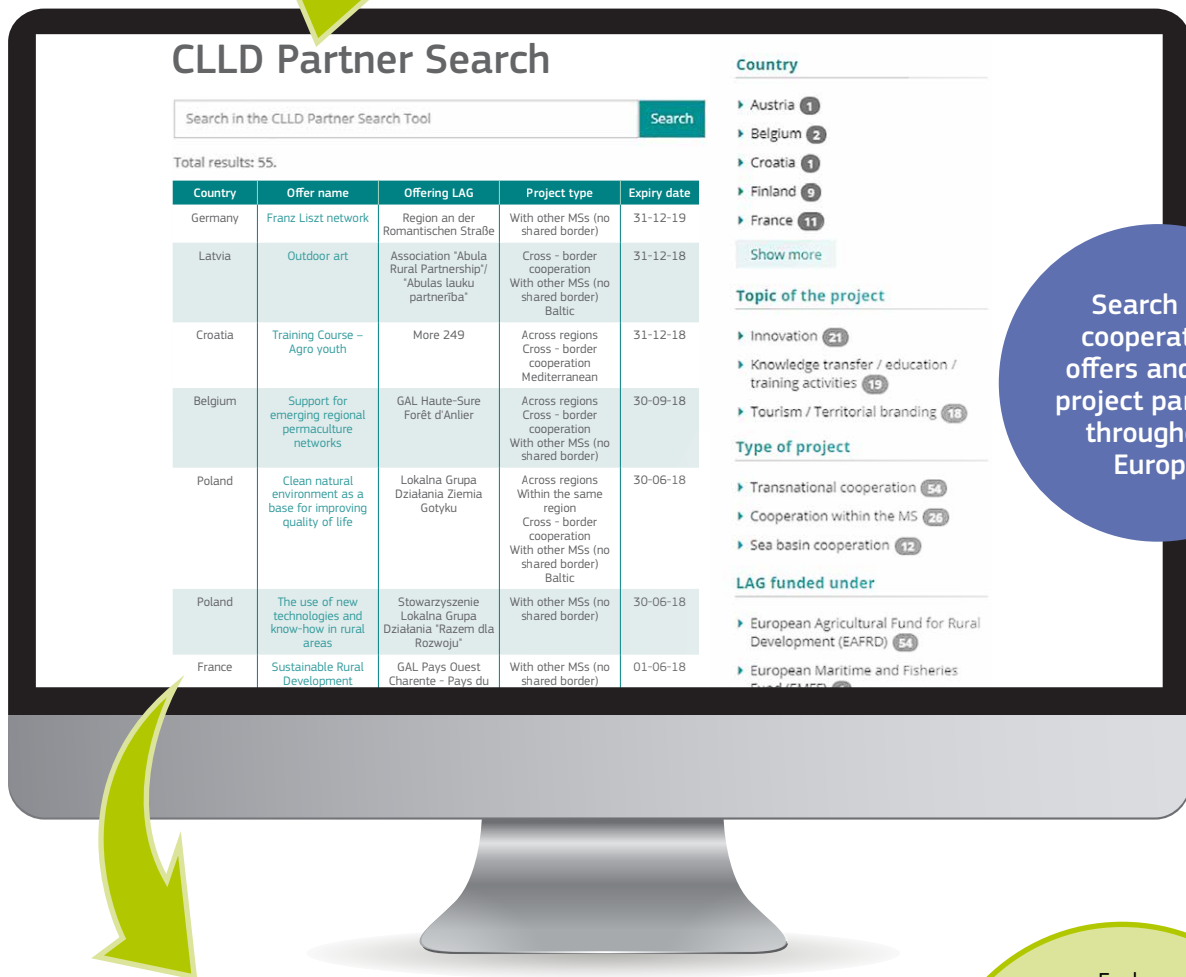 CLLD Partner Search
Search in the CLLD Partner Search Tool
Search
Total results: 55.
Country Offer name Offering LAG Project type Expiry date
Germany Franz Liszt network Region an der With other MSs (no 31-12-19
Romantischen Straße shared border)
Latvia Outdoor art Association "Abula Cross - border 31-12-18
Rural Partnership"/ cooperation
"Abulas lauku With other MSs (no
partnerība" shared border)
Baltic
Croatia Training Course – More 249 Across regions 31-12-18
Agro youth Cross - border
cooperation
Mediterranean
Belgium Support for GAL Haute-Sure Across regions 30-09-18
emerging regional Forêt d'Anlier Cross - border
permaculture cooperation
networks With other MSs (no
shared border)
Poland Clean natural Lokalna Grupa Across regions 30-06-18
environment as a Działania Ziemia Within the same
base for improving Gotyku region
quality of life Cross - border
cooperation
With other MSs (no
shared border)
Baltic
Poland The use of new Stowarzyszenie With other MSs (no 30-06-18
technologies and Lokalna Grupa shared border)
know-how in rural Działania "Razem dla
areas Rozwoju"
France Sustainable Rural GAL Pays Ouest With other MSs (no 01-06-18
Development Charente - Pays du shared border)
Country
Austria 1
Belgium 2
Croatia 1
Finland 9
France 11
Show more
Topic of the project
Innovation 21
Knowledge transfer / education /
training activities 19
Tourism / Territorial branding 18
Type of project
Transnational cooperation 54
Cooperation within the MS 26
Sea basin cooperation 12
LAG funded under
European Agricultural Fund for Rural
Development (EAFRD) 54
European Maritime and Fisheries
Fund (EMFF)
Search
cooperat
offers and
project par
through
Europ